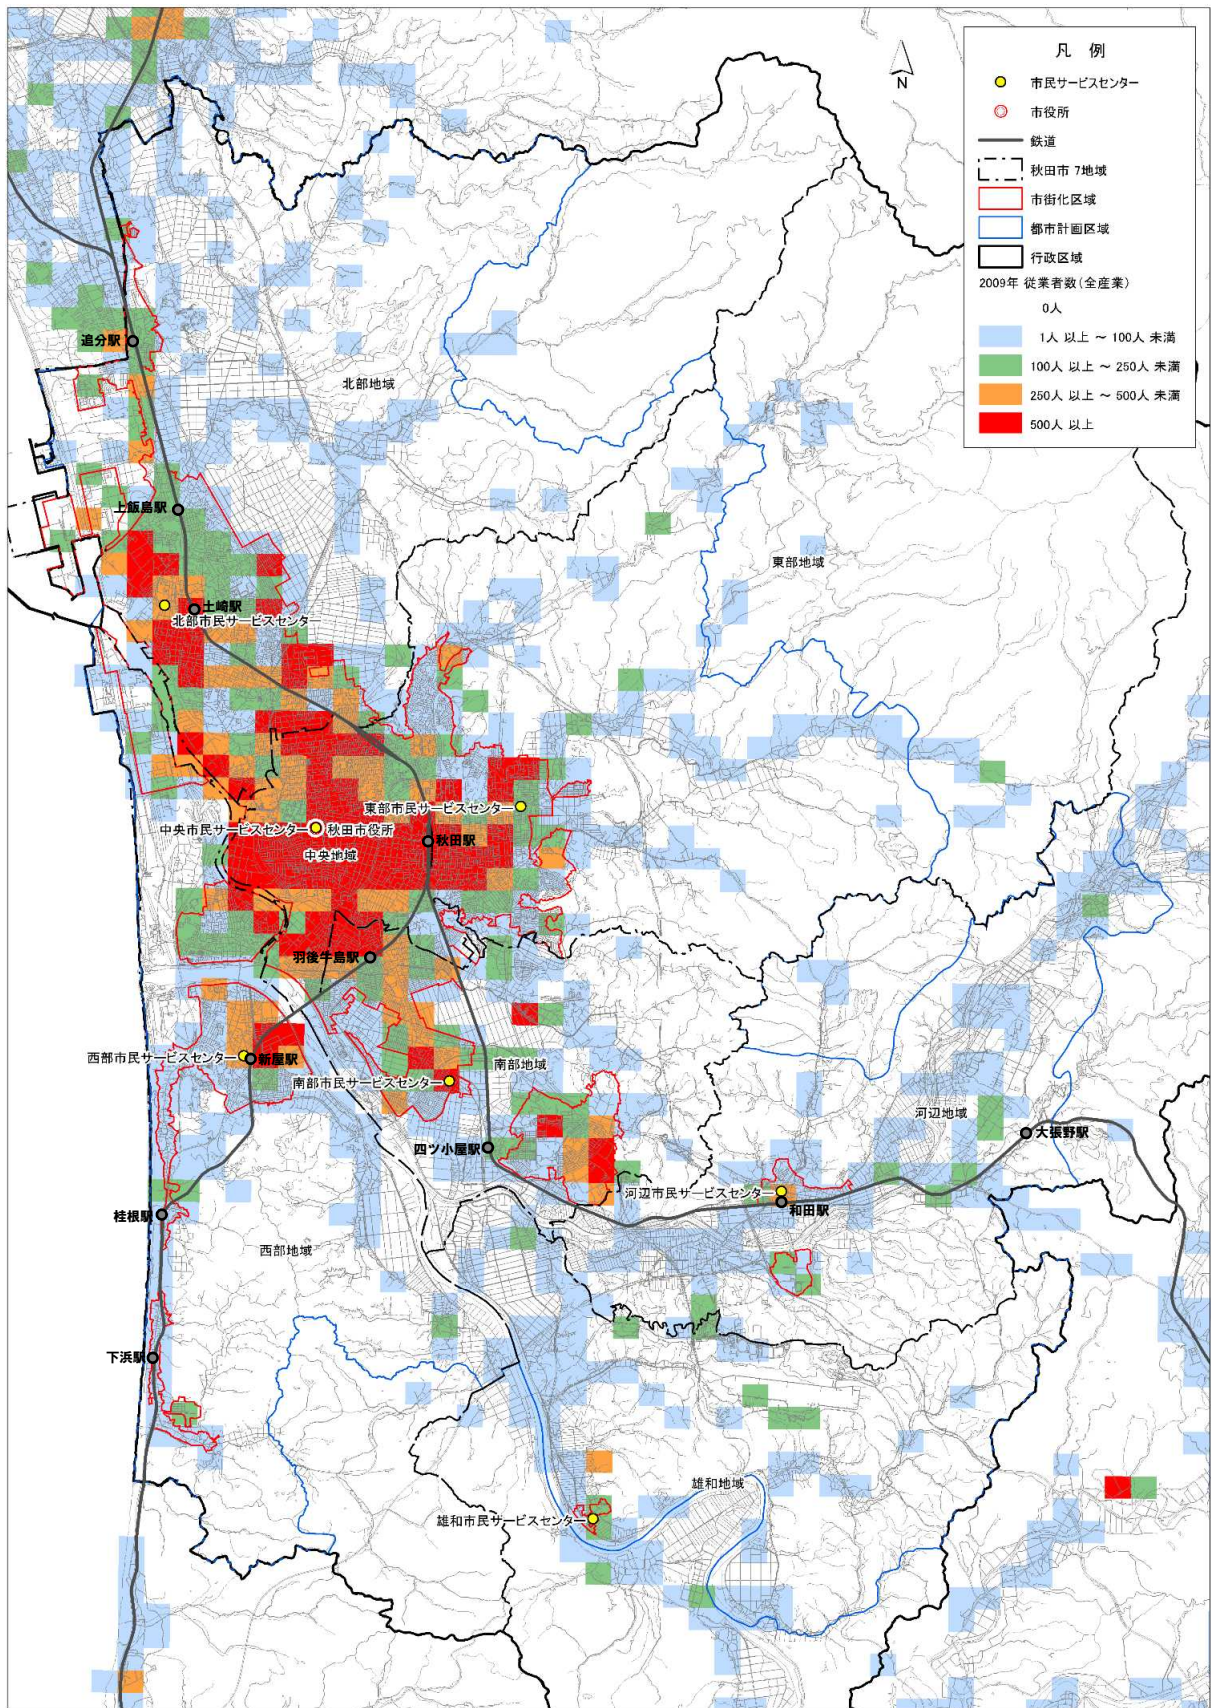 凡 例
市民サービスセンター
市役所
鉄道
秋田市 7地域
市街化区域
都市計画区域
行政区域
2009年 従業者数(全産業)
0人
1人 以上 ～ 100人 未満
100人 以上 ～ 250人 未満
250人 以上 ～ 500人 未満
500人 以上
N
追分駅
北部地域
上飯島駅
東部地域
土崎駅
北部市民サービスセンター
東部市民サービスセンター
中央市民サービスセンター
秋田市役所
秋田駅
中央地域
羽後牛島駅
西部市民サービスセンター
新屋駅
南部地域
南部市民サービスセンター
河辺地域
大張野駅
四ツ小屋駅
河辺市民サービスセンター
和田駅
桂根駅
西部地域
下浜駅
雄和地域
雄和市民サービスセンター